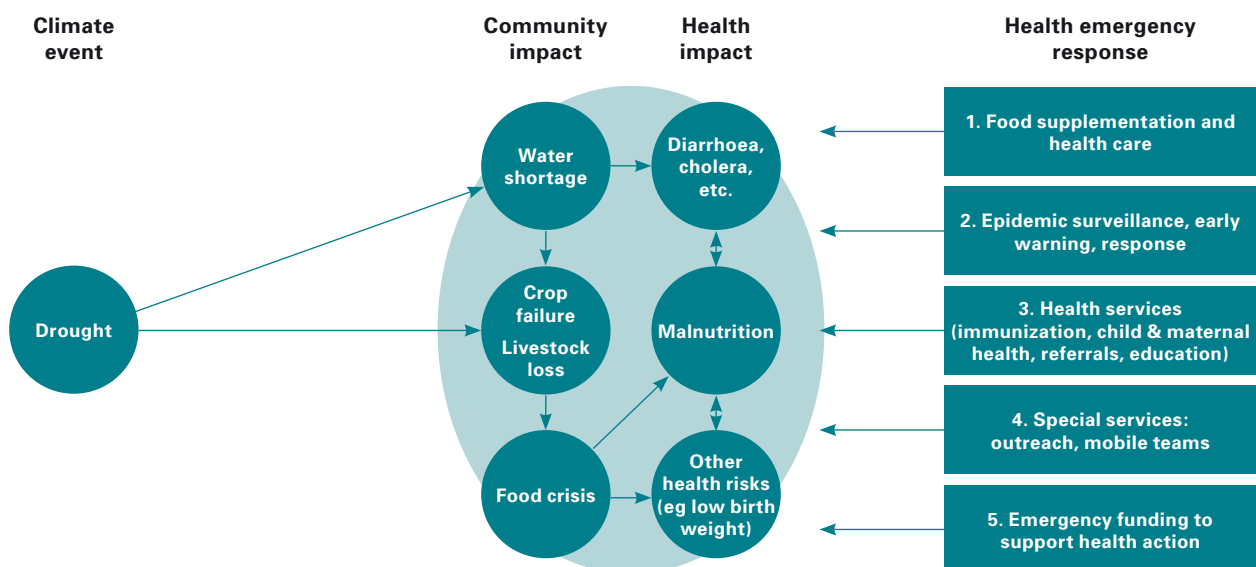 Climate
event
Community
impact
Health
impact
Health emergency
response
Drought
Water
shortage
Crop
failure
Livestock
loss
Food crisis
Diarrhoea,
cholera,
etc.
Malnutrition
Other
health risks
(eg low birth
weight)
1. Food supplementation and
health care
2. Epidemic surveillance, early
warning, response
3. Health services
(immunization, child & maternal
health, referrals, education)
4. Special services:
outreach, mobile teams
5. Emergency funding to
support health action